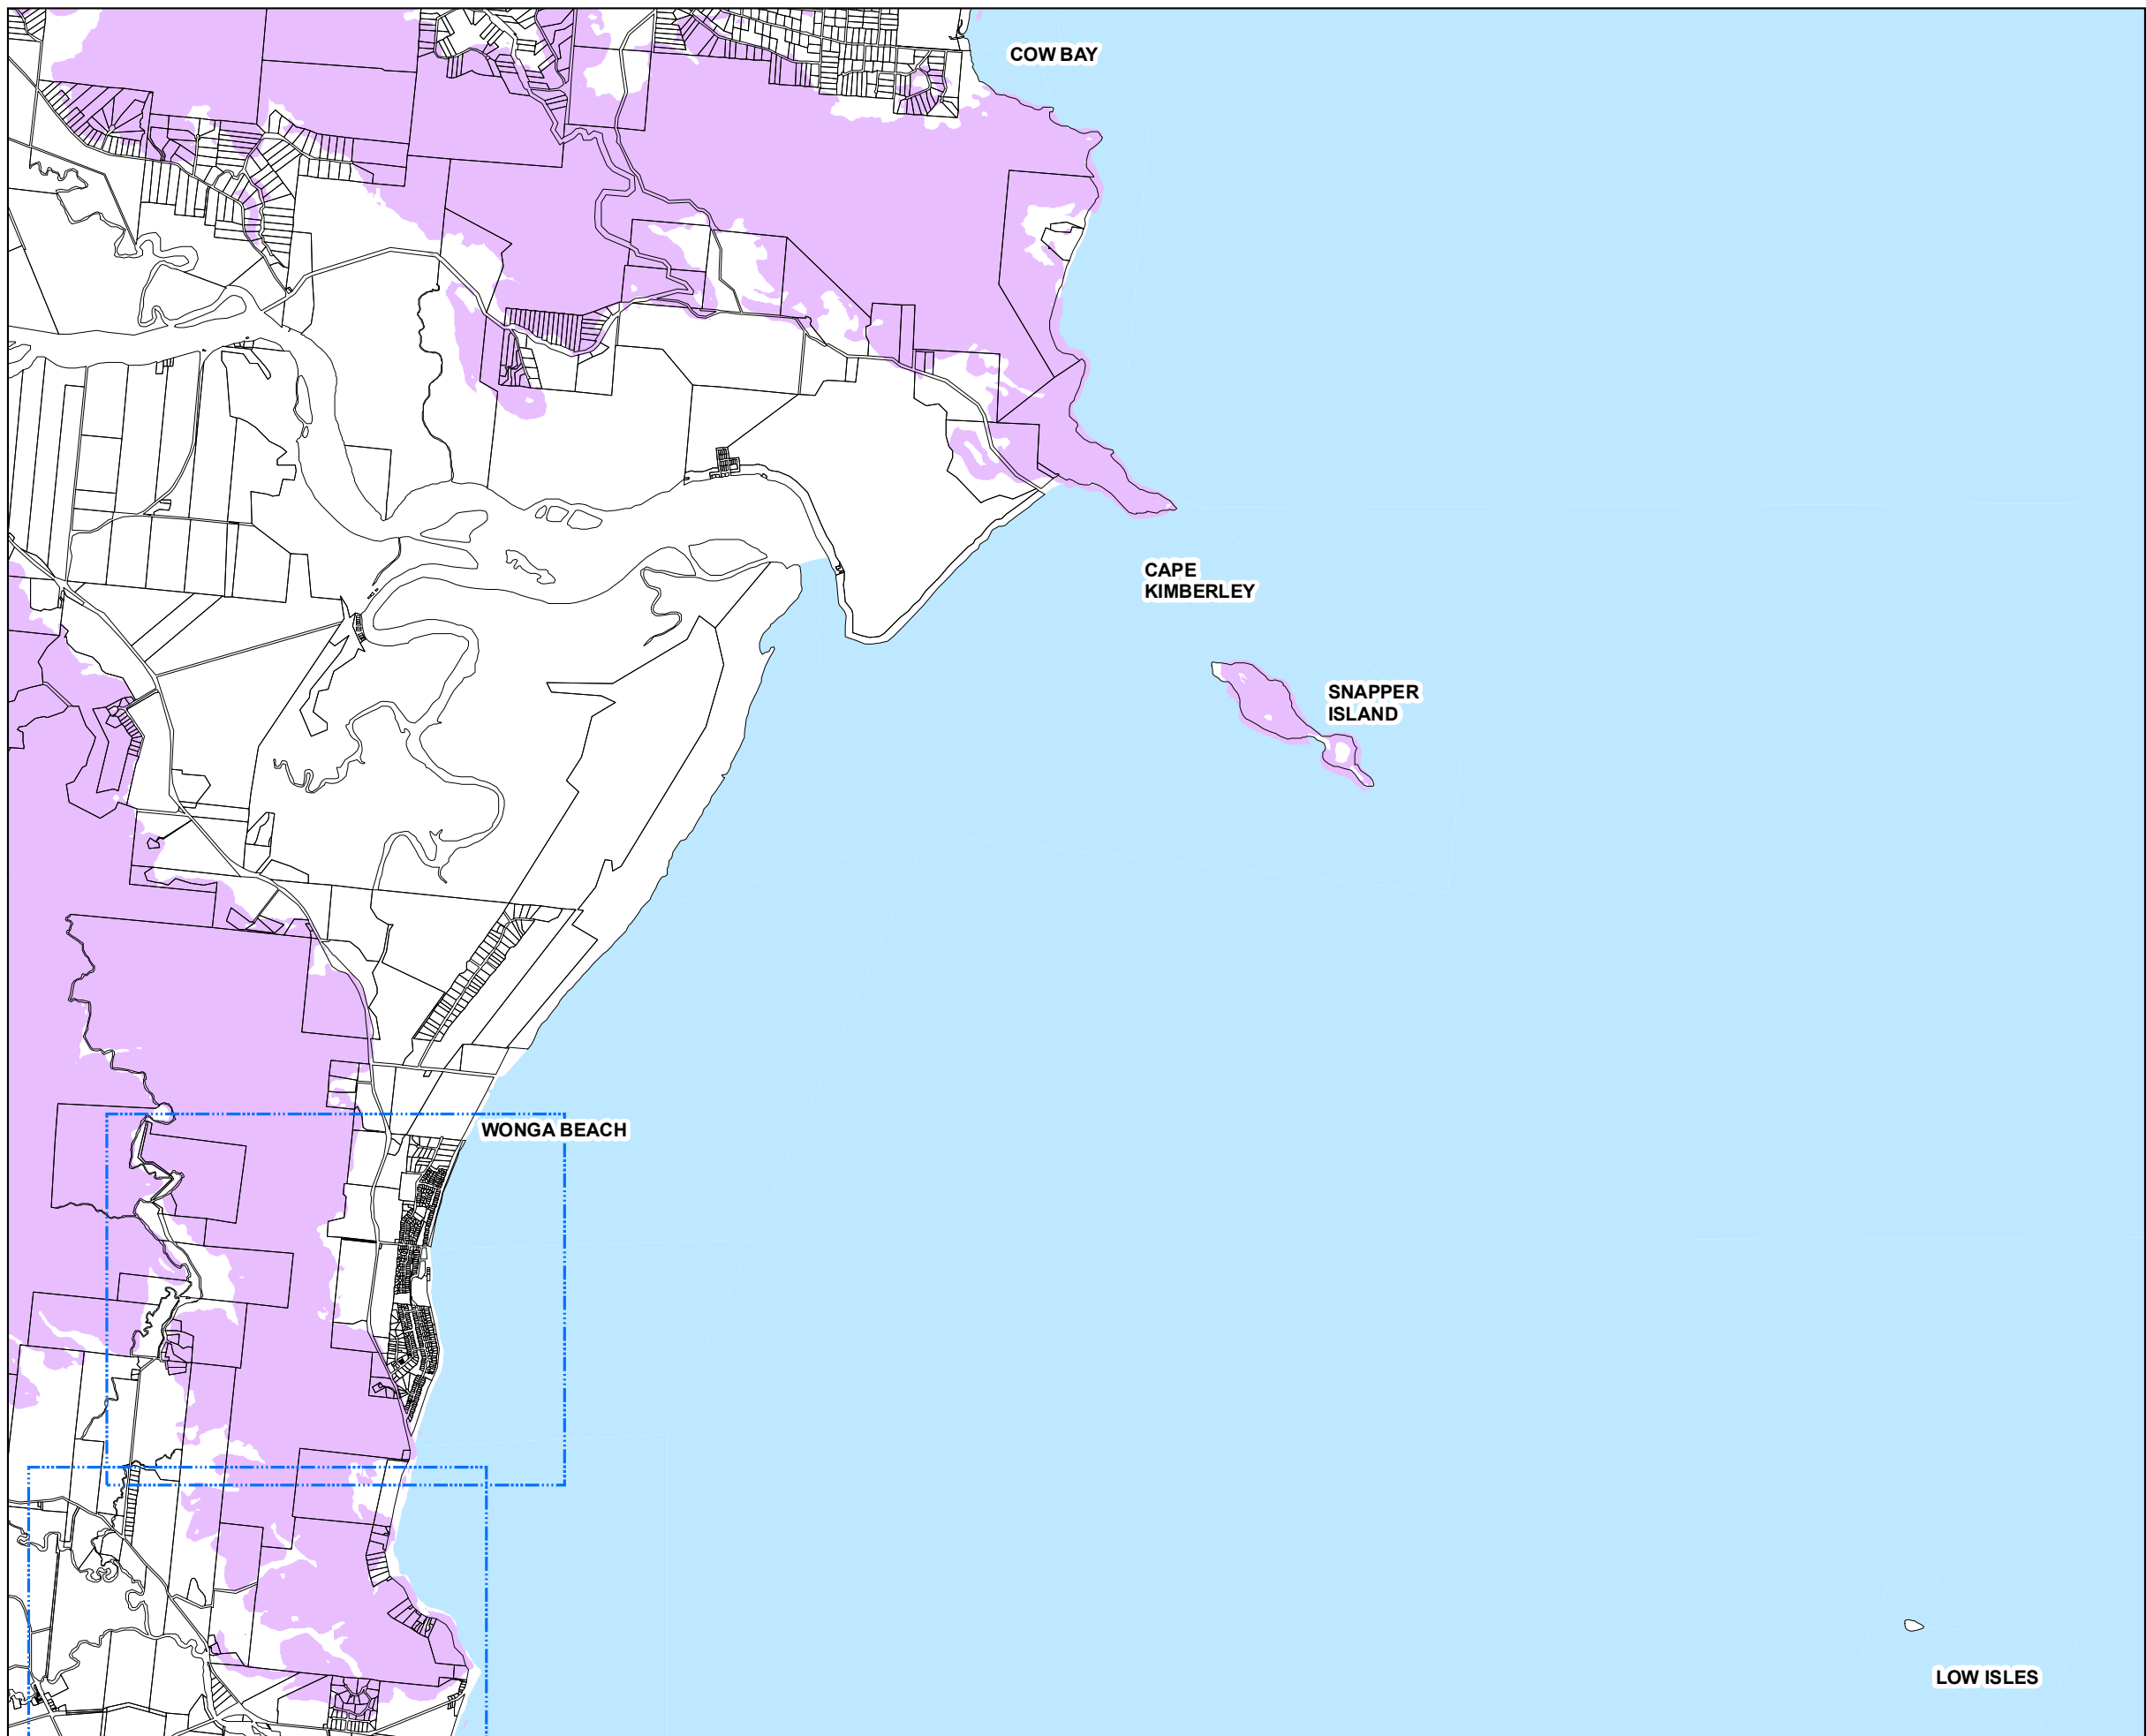 COW BAY
CAPE
KIMBERLEY
SNAPPER
ISLAND
WONGA BEACH
LOW ISLES